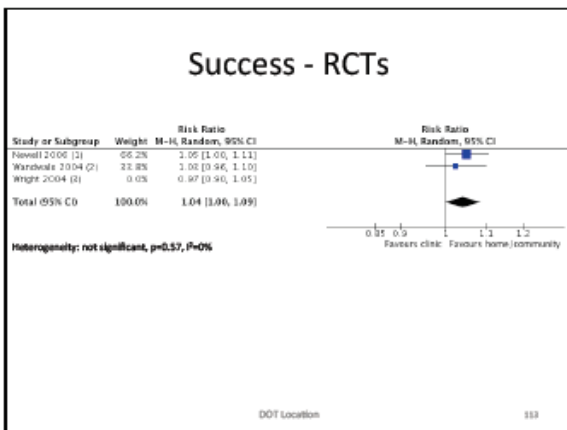 Success - RCTs
Risk Ratio
Risk Ratio
Study or Subgroup Weight M-H, Random, 95% CI M-H, Random, 95% CI
Newell 2006 (1) 66.2% 1.05 [1.00, 1.11]
Wandwalo 2004 (2) 33.8% 1.02 [0.96, 1.10]
Wright 2004 (3) 0.0% 0.97 [0.90, 1.05]
Total (95% CI) 100.0% 1.04 [1.00, 1.09]
0.85 0.9 1 1.1 1.2
Favours clinic Favours home/community
Heterogeneity: not significant, p=0.57, I²=0%
DOT Location
113